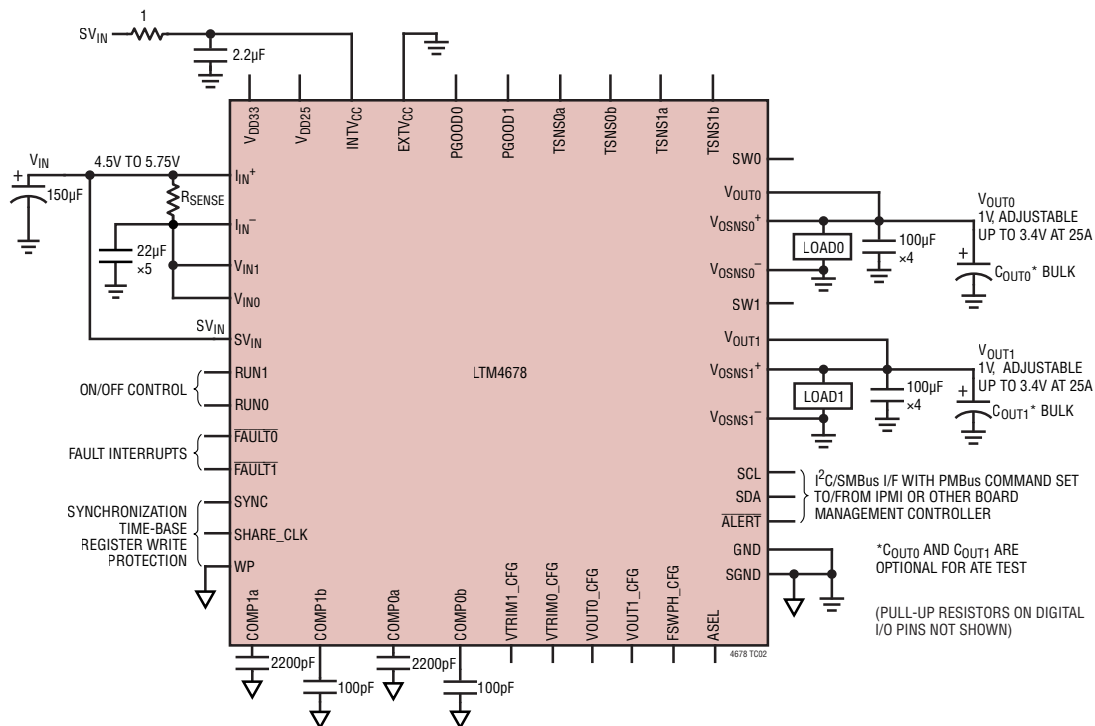 1
SVIN
2.2µF
VDD33
VDD25
INTVCC
EXTVCC
PGOOD0
PGOOD1
TSNS0a
TSNS0b
TSNS1a
TSNS1b
VIN
4.5V TO 5.75V
+
150µF
RSENSE
22µF
×5
SVIN
IIN+
IIN–
VIN1
VIN0
SVIN
RUN1
RUN0
FAULT0
FAULT1
SYNC
SHARE_CLK
WP
ON/OFF CONTROL
FAULT INTERRUPTS
SYNCHRONIZATION
TIME-BASE
REGISTER WRITE
PROTECTION
LTM4678
SW0
VOUT0
VOSNS0+
VOSNS0–
SW1
VOUT1
VOSNS1+
VOSNS1–
SCL
SDA
ALERT
GND
SGND
LOAD0
100µF
×4
+
COUT0* BULK
VOUT0
1V, ADJUSTABLE
UP TO 3.4V AT 25A
LOAD1
100µF
×4
+
COUT1* BULK
VOUT1
1V, ADJUSTABLE
UP TO 3.4V AT 25A
I2C/SMBus I/F WITH PMBus COMMAND SET
TO/FROM IPMI OR OTHER BOARD
MANAGEMENT CONTROLLER
*COUT0 AND COUT1 ARE
OPTIONAL FOR ATE TEST
(PULL-UP RESISTORS ON DIGITAL
I/O PINS NOT SHOWN)
COMP1a
COMP1b
COMP0a
COMP0b
VTRIM1_CFG
VTRIM0_CFG
VOUT0_CFG
VOUT1_CFG
FSWPH_CFG
ASEL
4678 TC02
2200pF
100pF
2200pF
100pF